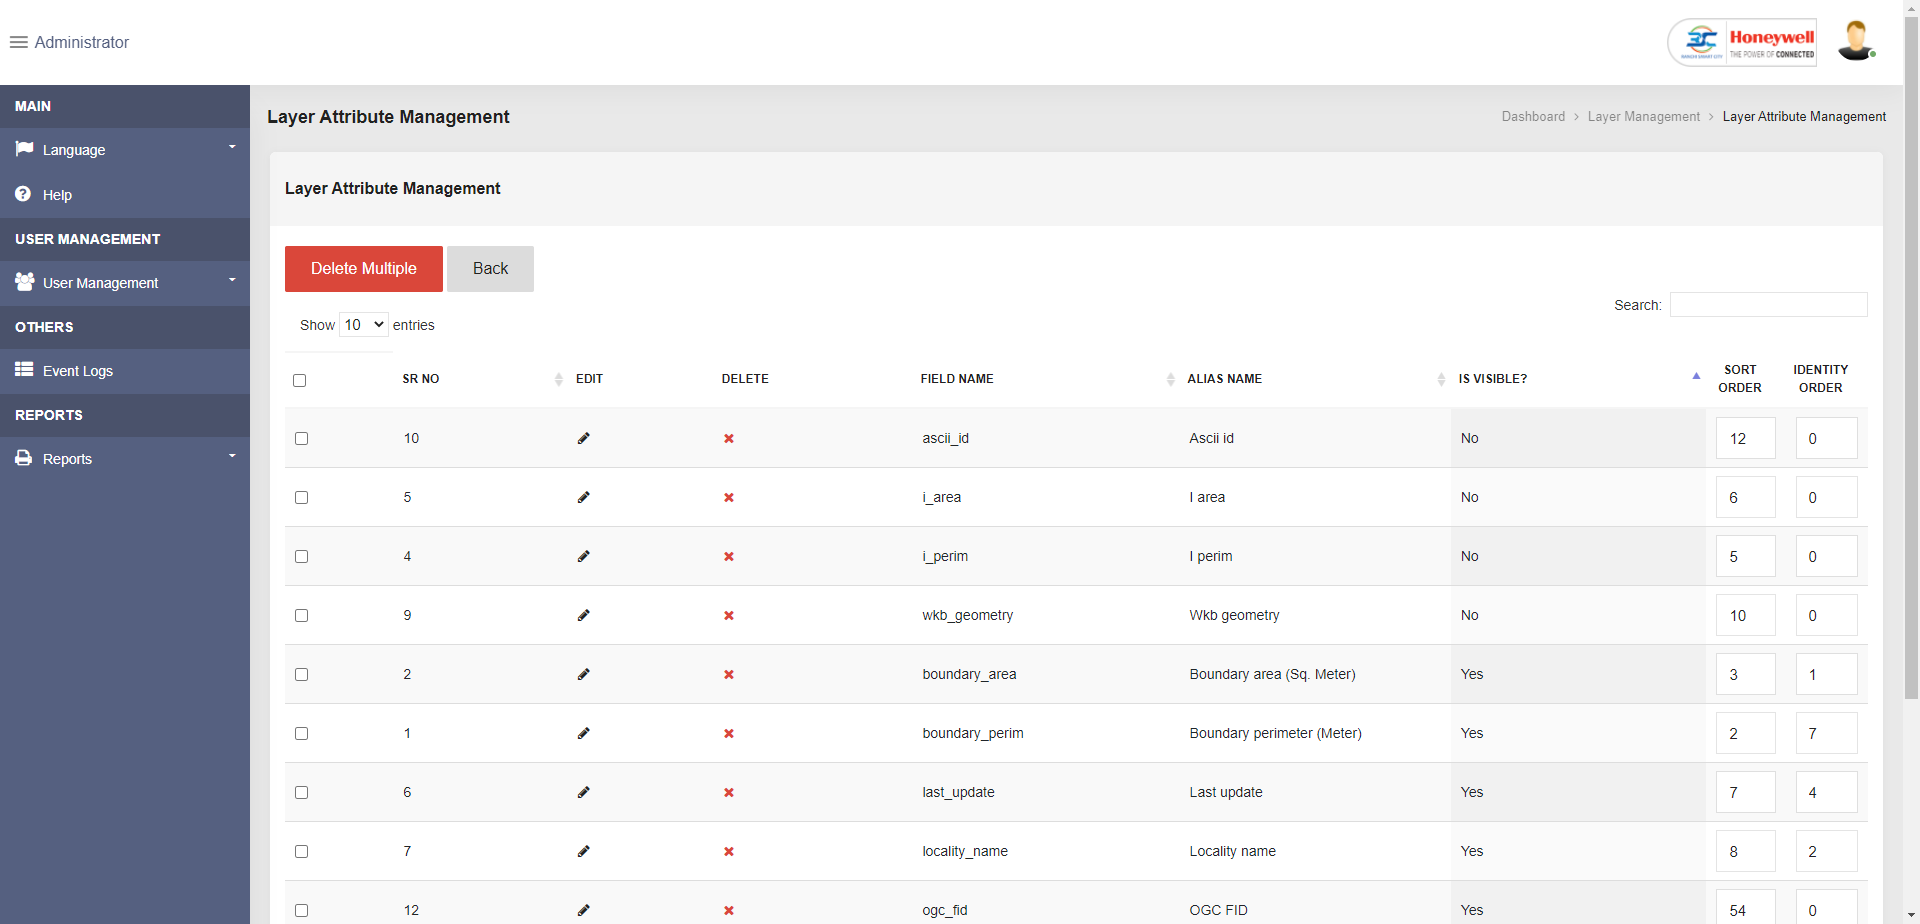 Administrator
Honeywell
THE POWER OF CONNECTED
MAIN
Language
Help
USER MANAGEMENT
User Management
OTHERS
Event Logs
REPORTS
Reports
Layer Attribute Management
Dashboard > Layer Management > Layer Attribute Management
Layer Attribute Management
Delete Multiple Back
Search:
Show 10 entries
SR NO EDIT DELETE FIELD NAME ALIAS NAME IS VISIBLE? SORT ORDER IDENTITY ORDER
10 ascii_id Ascii id No 12 0
5 i_area I area No 6 0
4 i_perim I perim No 5 0
9 wkb_geometry Wkb geometry No 10 0
2 boundary_area Boundary area (Sq. Meter) Yes 3 1
1 boundary_perim Boundary perimeter (Meter) Yes 2 7
6 last_update Last update Yes 7 4
7 locality_name Locality name Yes 8 2
12 ogc_fid OGC FID Yes 54 0